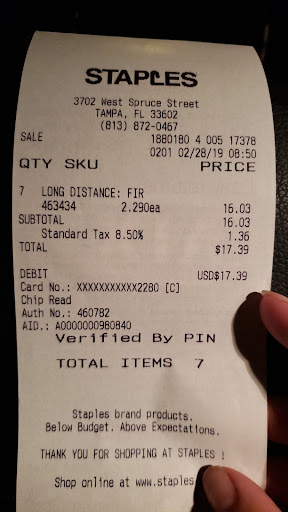 STAPLES
3702 West Spruce Street
TAMPA, FL 33602
(813) 872-0467
SALE 1880180 4 005 17378
0201 02/28/19 08:50
QTY SKU PRICE
7 LONG DISTANCE: FIR
463434 2.290ea 16.03
SUBTOTAL 16.03
Standard Tax 8.50% 1.36
TOTAL $17.39
DEBIT USD$17.39
Card No.: XXXXXXXXXXXX2280 [C]
Chip Read
Auth No.: 460782
AID.: A0000000980840
Verified By PIN
TOTAL ITEMS 7
Staples brand products.
Below Budget. Above Expectations.
THANK YOU FOR SHOPPING AT STAPLES !
Shop online at www.staples